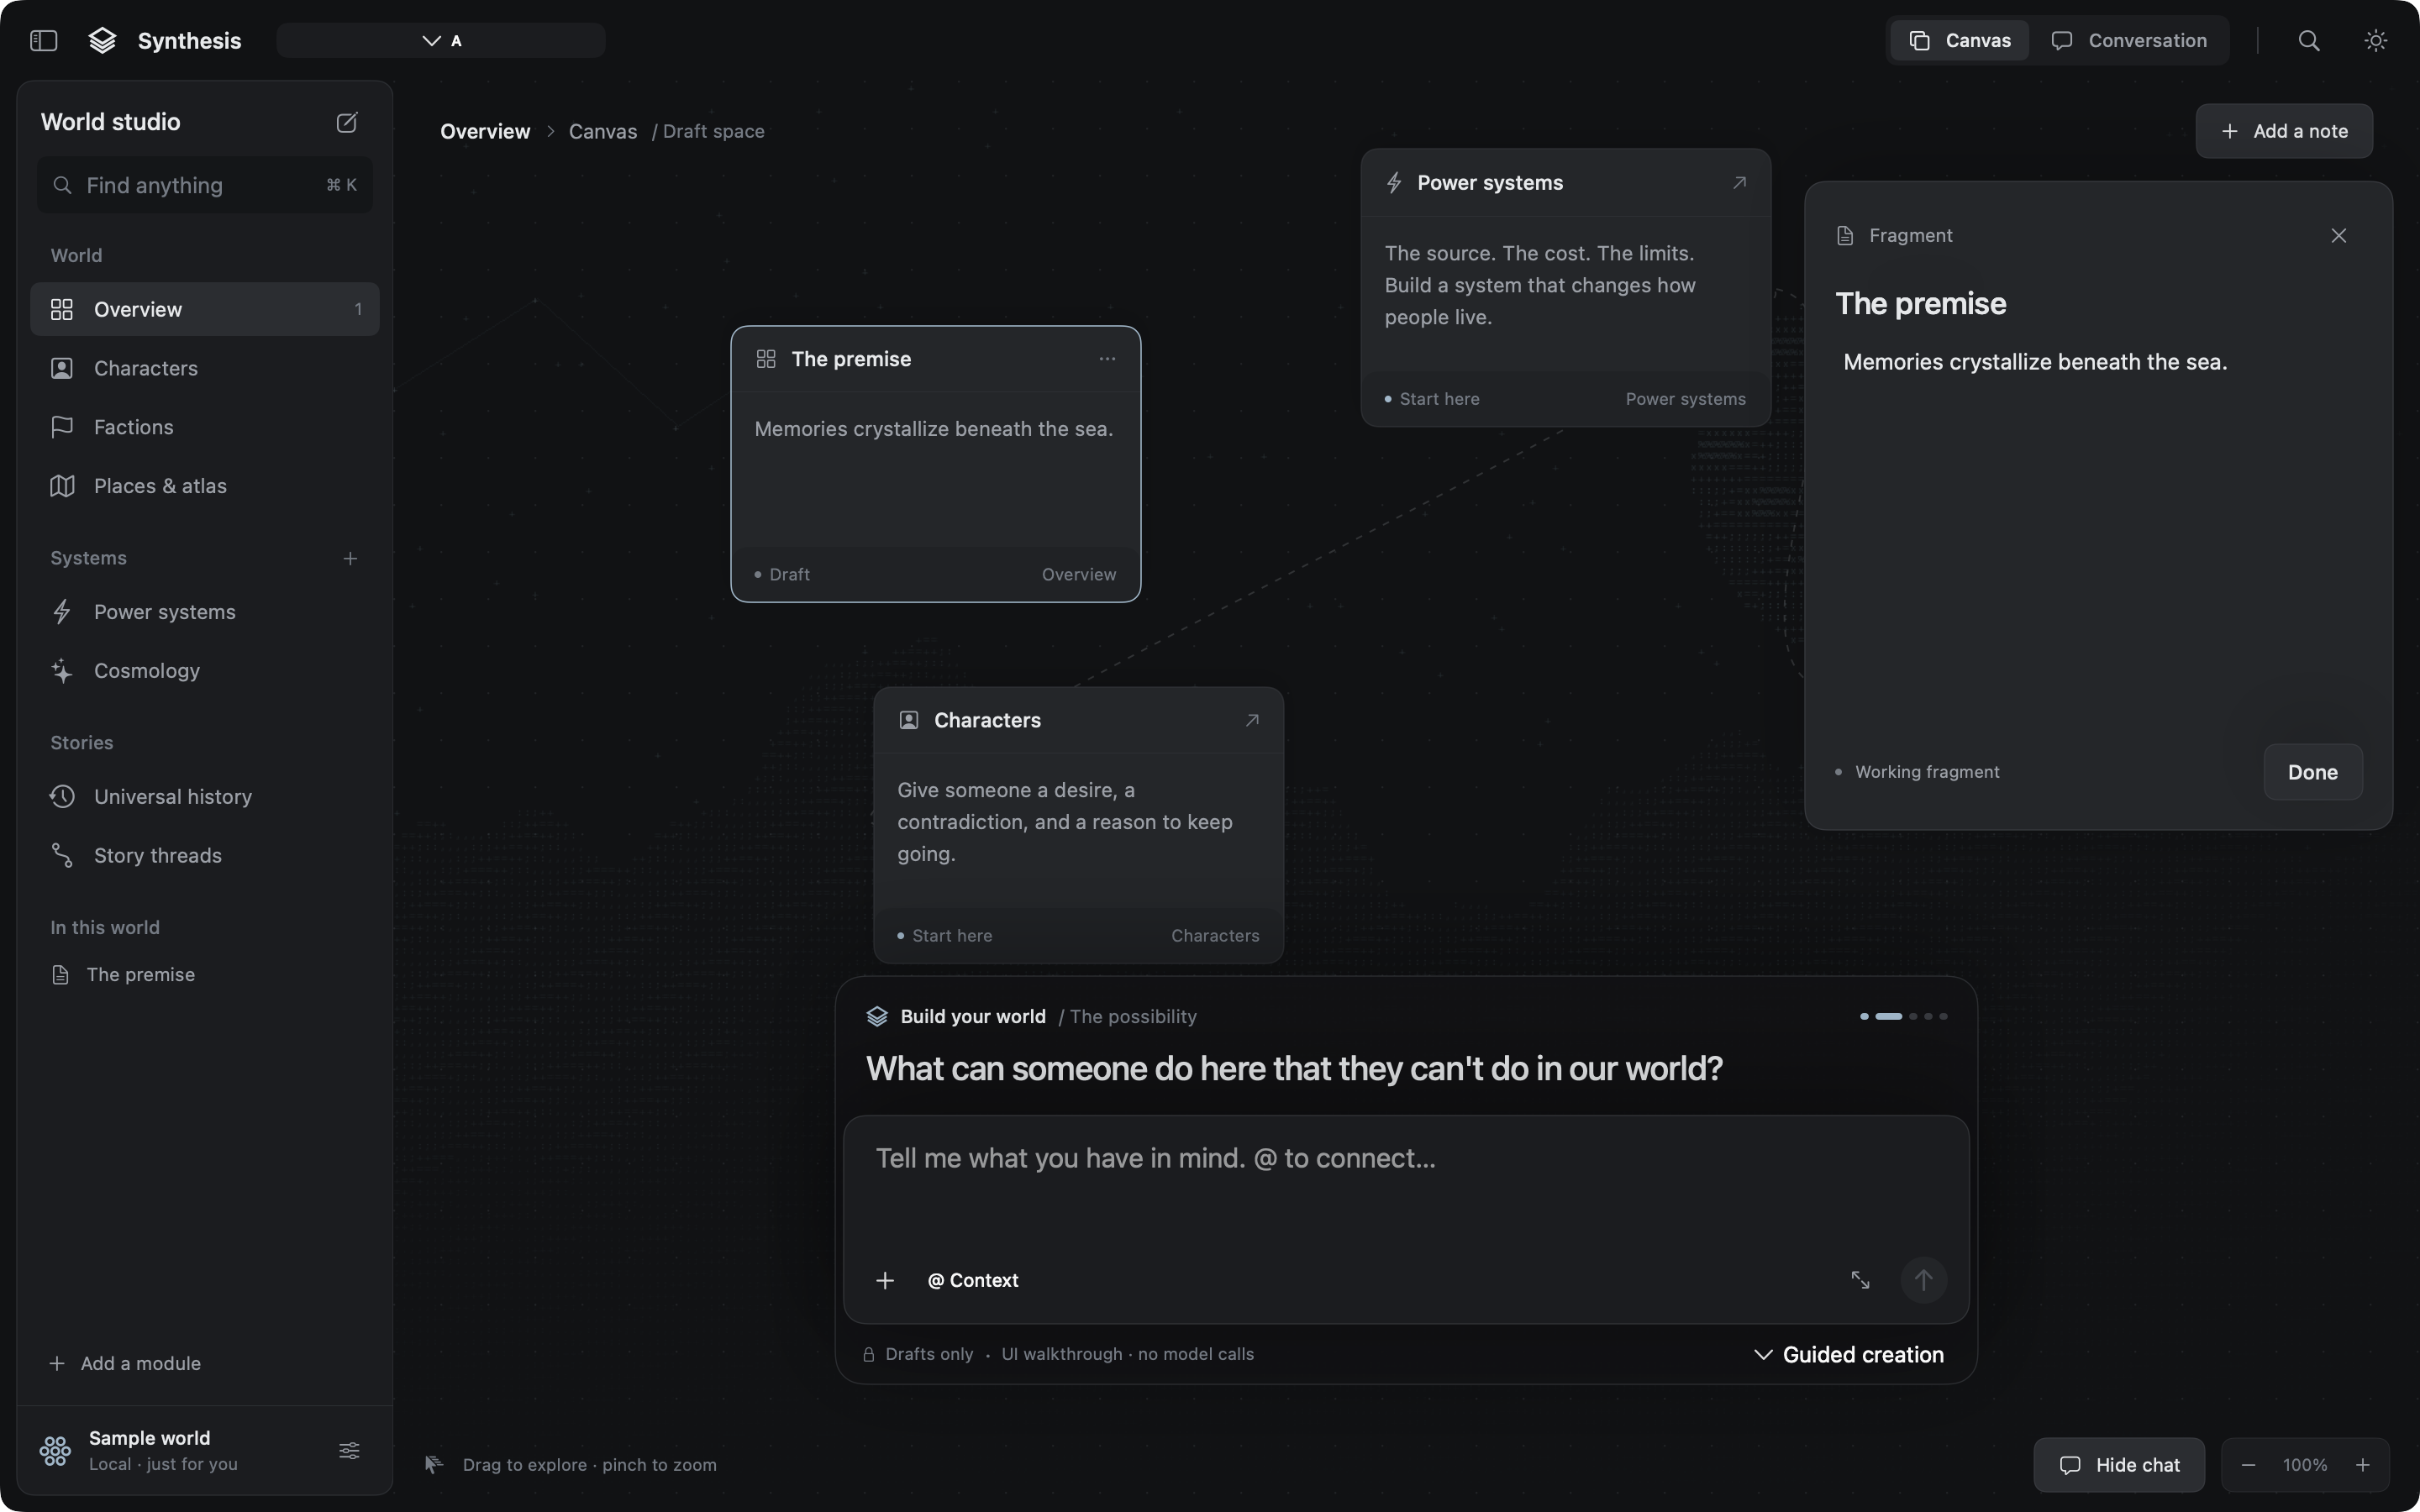 Synthesis
A
Canvas
Conversation
World studio
Find anything
⌘ K
World
Overview
1
Characters
Factions
Places & atlas
Systems
Power systems
Cosmology
Stories
Universal history
Story threads
In this world
The premise
Add a module
Sample world
Local · just for you
Overview > Canvas / Draft space
Add a note
The premise
Memories crystallize beneath the sea.
Draft
Overview
Power systems
The source. The cost. The limits.
Build a system that changes how
people live.
Start here
Power systems
Characters
Give someone a desire, a
contradiction, and a reason to keep
going.
Start here
Characters
Fragment
The premise
Memories crystallize beneath the sea.
Working fragment
Done
Build your world / The possibility
What can someone do here that they can't do in our world?
Tell me what you have in mind. @ to connect...
@ Context
Drafts only · UI walkthrough · no model calls
Guided creation
Drag to explore · pinch to zoom
Hide chat
100%